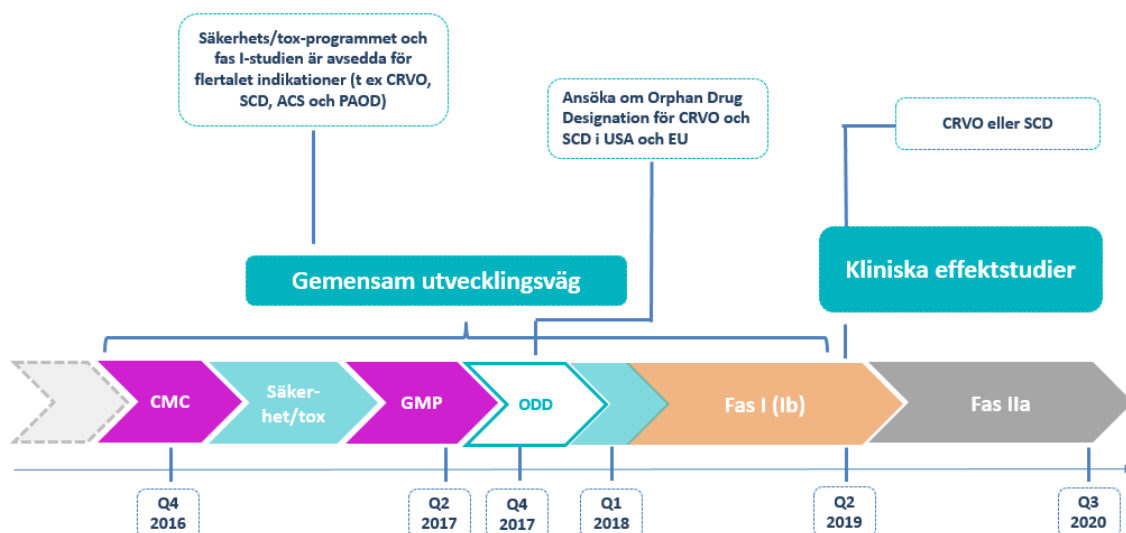 Säkerhets/tox-programmet och
fas I-studien är avsedda för
flertalet indikationer (t ex CRVO,
SCD, ACS och PAOD)
Ansöka om Orphan Drug
Designation för CRVO och
SCD i USA och EU
CRVO eller SCD
Gemensam utvecklingsväg
Kliniska effektstudier
CMC
Säker-
het/tox
GMP
ODD
Fas I (Ib)
Fas IIa
Q4
2016
Q2
2017
Q4
2017
Q1
2018
Q2
2019
Q3
2020